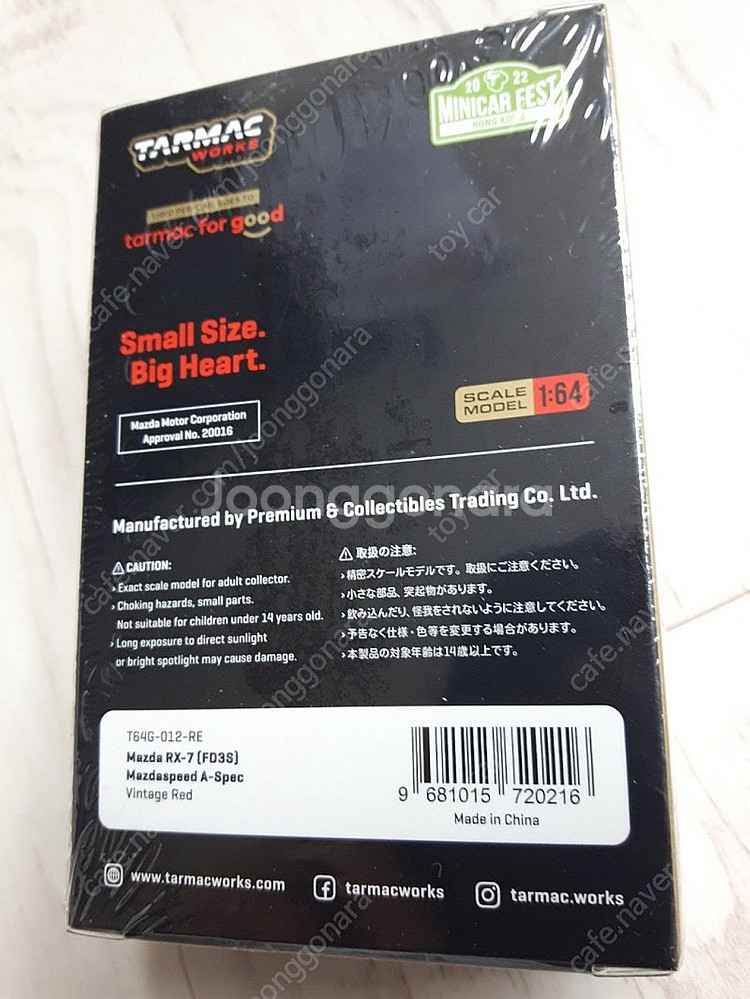 TARMAC
WORKS
20 22
MINICAR FEST
HONG KONG
tarmac for good
Small Size.
Big Heart.
SCALE
MODEL 1:64
Mazda Motor Corporation
Approval No. 20016
Joonggonara
Manufactured by Premium & Collectibles Trading Co. Ltd.
⚠ CAUTION:
› Exact scale model for adult collector.
› Choking hazards, small parts.
Not suitable for children under 14 years old.
› Long exposure to direct sunlight
or bright spotlight may cause damage.
⚠ 取扱の注意:
›精密スケールモデルです。取扱にご注意ください。
›小さな部品、突起物があります。
›飲み込んだり、怪我をされないように注意してください。
›予告なく仕様・色等を変更する場合があります。
›本製品の対象年齢は14歳以上です。
T64G-012-RE
Mazda RX-7 (FD3S)
Mazdaspeed A-Spec
Vintage Red
9 681015 720216
Made in China
www.tarmacworks.com
tarmacworks
tarmac.works
toy car
toy car
cafe.naver.com/joonggonara